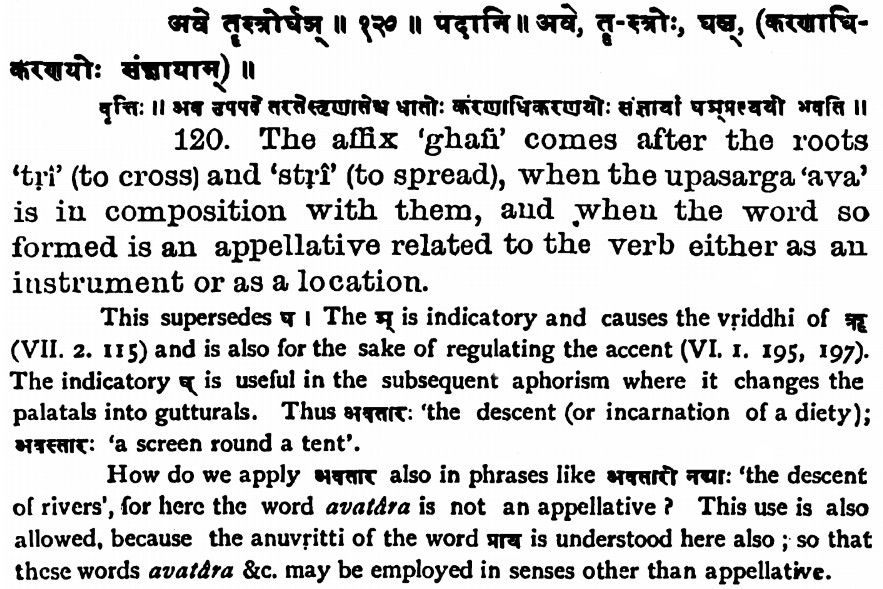 अवे तॄस्त्रोर्घञ् ॥ १२० ॥ पदानि ॥ अवे, तॄ-स्त्रोः, घञ्, (करणाधि-
करणयोः संज्ञायाम्) ॥
वृत्तिः ॥ अव उपपदे तरतेस्तृणातेश्च धातोः करणाधिकरणयोः संज्ञायां घञ्प्रत्ययो भवति ॥
120. The affix 'ghañ' comes after the roots
'tṛî' (to cross) and 'stṛî' (to spread), when the upasarga 'ava'
is in composition with them, and when the word so
formed is an appellative related to the verb either as an
instrument or as a location.
This supersedes घ । The ञ् is indicatory and causes the vṛiddhi of ॠ
(VII. 2. 115) and is also for the sake of regulating the accent (VI. 1. 195, 197).
The indicatory घ् is useful in the subsequent aphorism where it changes the
palatals into gutturals. Thus अवतारः 'the descent (or incarnation of a diety);
अवस्तारः 'a screen round a tent'.
How do we apply अवतार also in phrases like अवतारो नद्याः 'the descent
of rivers', for here the word avatâra is not an appellative ? This use is also
allowed, because the anuvṛitti of the word प्राय is understood here also ; so that
these words avatâra &c. may be employed in senses other than appellative.